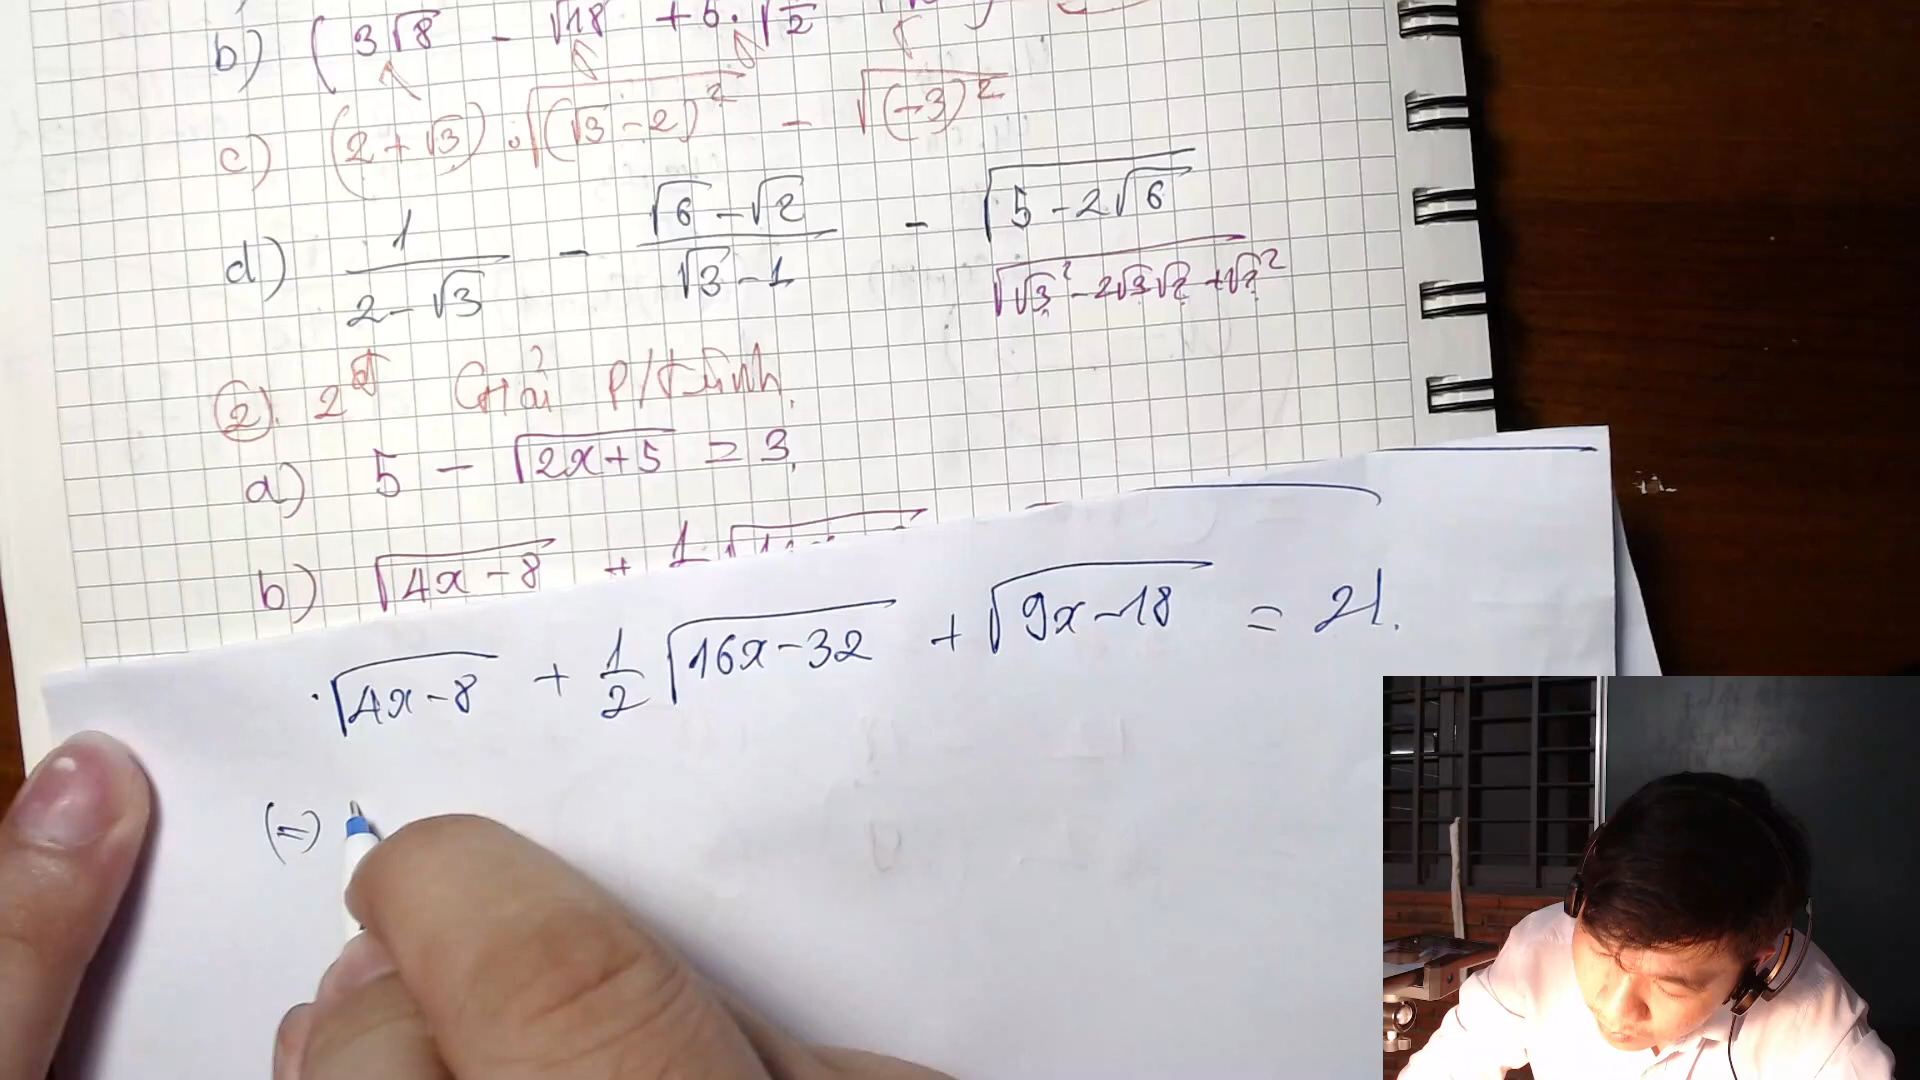 b) (3√8 - √18 + 6.√2
c) (2+√3).√(√3-2)² - √(-3)²
d) 1/(2-√3) - (√6-√2)/(√3-1) - √(5-2√6)
√(√3² - 2√3√2 + √2²)
②. 2đ Giải p/trình.
a) 5 - √(2x+5) = 3.
b) √(4x-8) + 1
√(4x-8) + 1/2 √(16x-32) + √(9x-18) = 21.
(=)